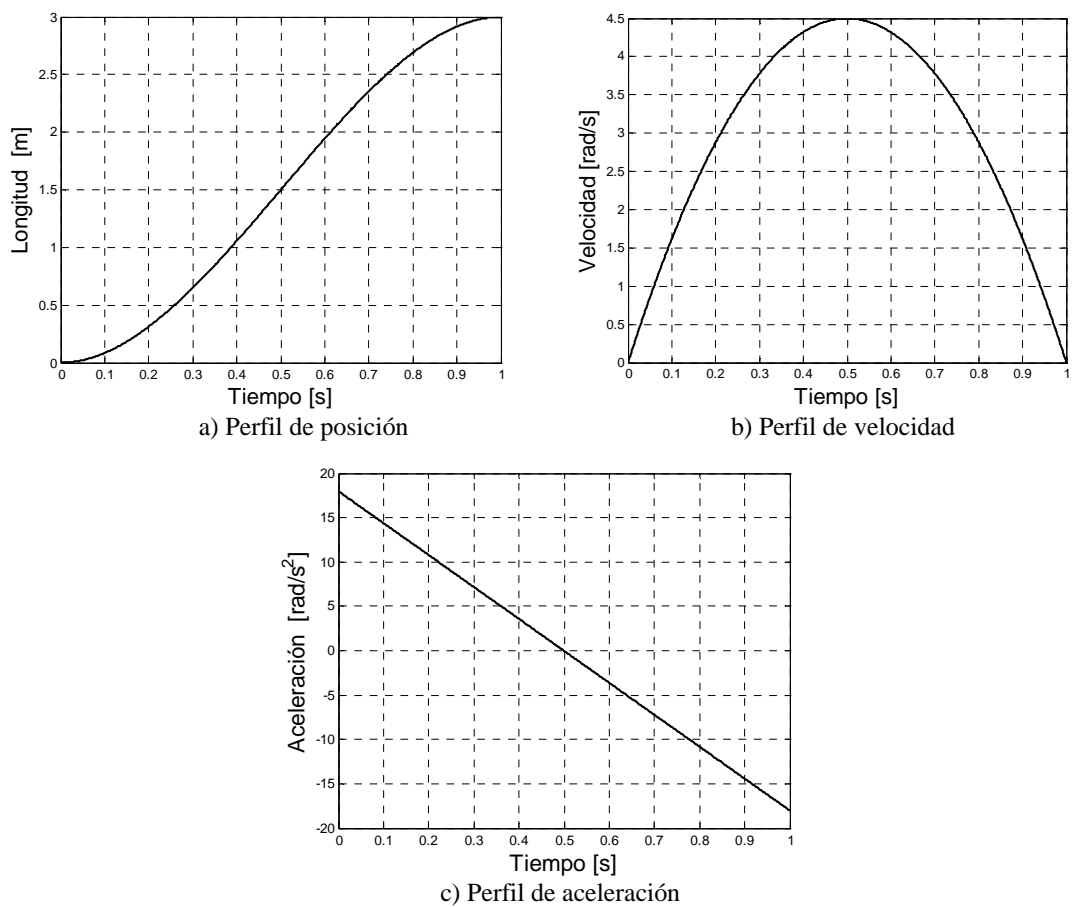 3
2.5
2
1.5
1
0.5
0
0 0.1 0.2 0.3 0.4 0.5 0.6 0.7 0.8 0.9 1
Longitud [m]
Tiempo [s]
a) Perfil de posición
4.5
4
3.5
3
2.5
2
1.5
1
0.5
0
0 0.1 0.2 0.3 0.4 0.5 0.6 0.7 0.8 0.9 1
Velocidad [rad/s]
Tiempo [s]
b) Perfil de velocidad
20
15
10
5
0
-5
-10
-15
-20
0 0.1 0.2 0.3 0.4 0.5 0.6 0.7 0.8 0.9 1
Aceleración [rad/s²]
Tiempo [s]
c) Perfil de aceleración